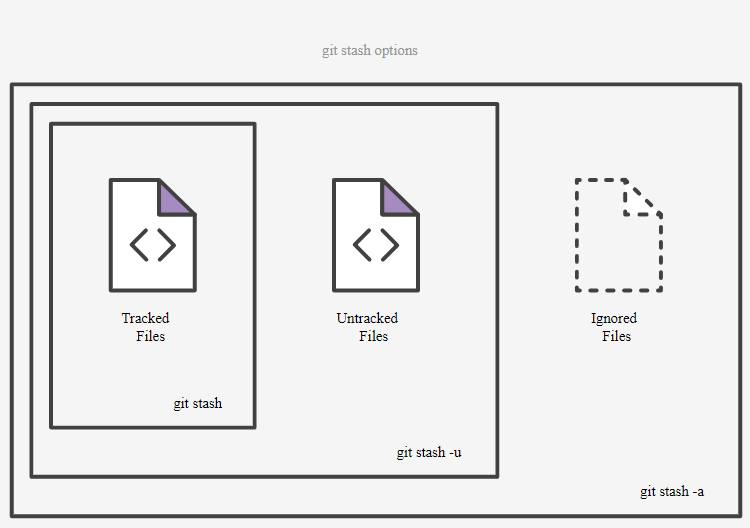 git stash options
Tracked
Files
Untracked
Files
Ignored
Files
git stash
git stash -u
git stash -a